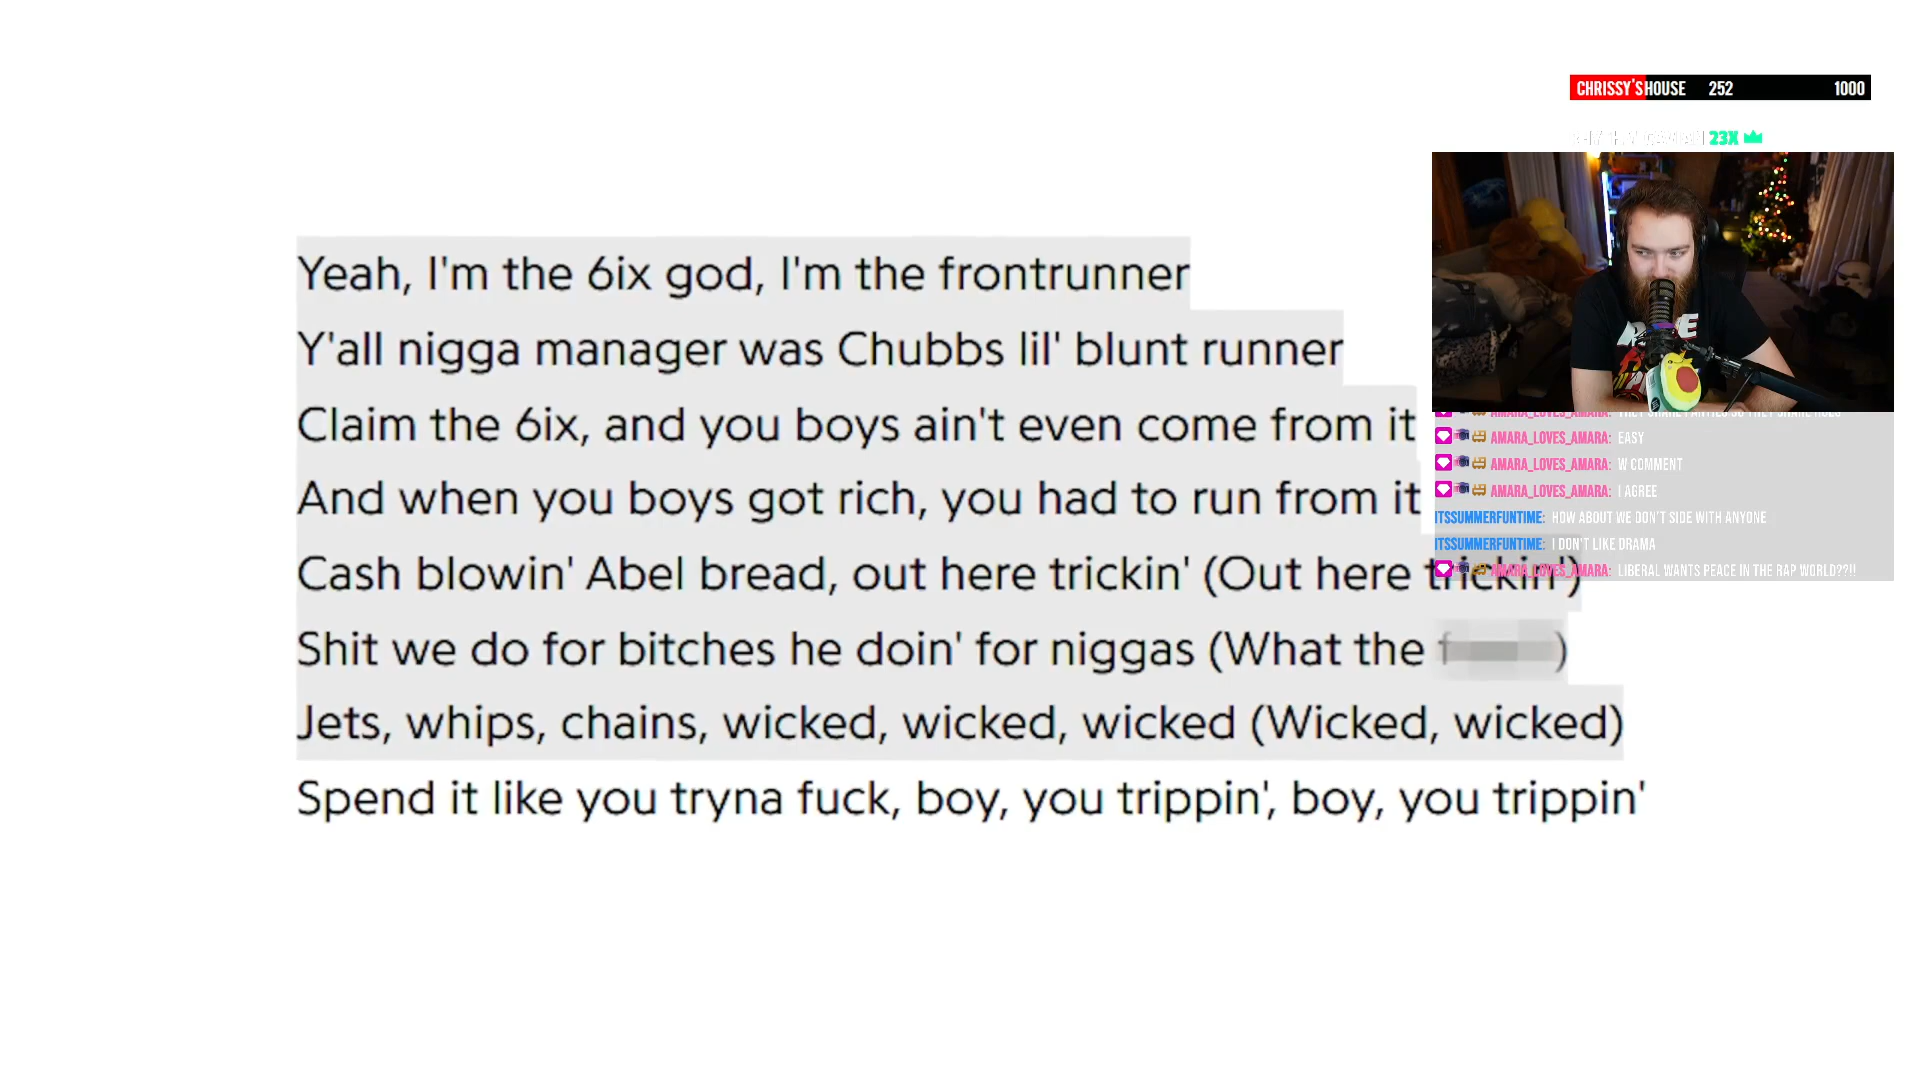 CHRISSY'S HOUSE 252 1000
23X
Yeah, I'm the 6ix god, I'm the frontrunner
Y'all nigga manager was Chubbs lil' blunt runner
Claim the 6ix, and you boys ain't even come from it
And when you boys got rich, you had to run from it
Cash blowin' Abel bread, out here trickin' (Out here trickin')
Shit we do for bitches he doin' for niggas (What the f )
Jets, whips, chains, wicked, wicked, wicked (Wicked, wicked)
Spend it like you tryna fuck, boy, you trippin', boy, you trippin'
AMARA_LOVES_AMARA:
AMARA_LOVES_AMARA: EASY
AMARA_LOVES_AMARA: W COMMENT
AMARA_LOVES_AMARA: I AGREE
ITSSUMMERFUNTIME: HOW ABOUT WE DON'T SIDE WITH ANYONE
ITSSUMMERFUNTIME: I DON'T LIKE DRAMA
AMARA_LOVES_AMARA: LIBERAL WANTS PEACE IN THE RAP WORLD??!!